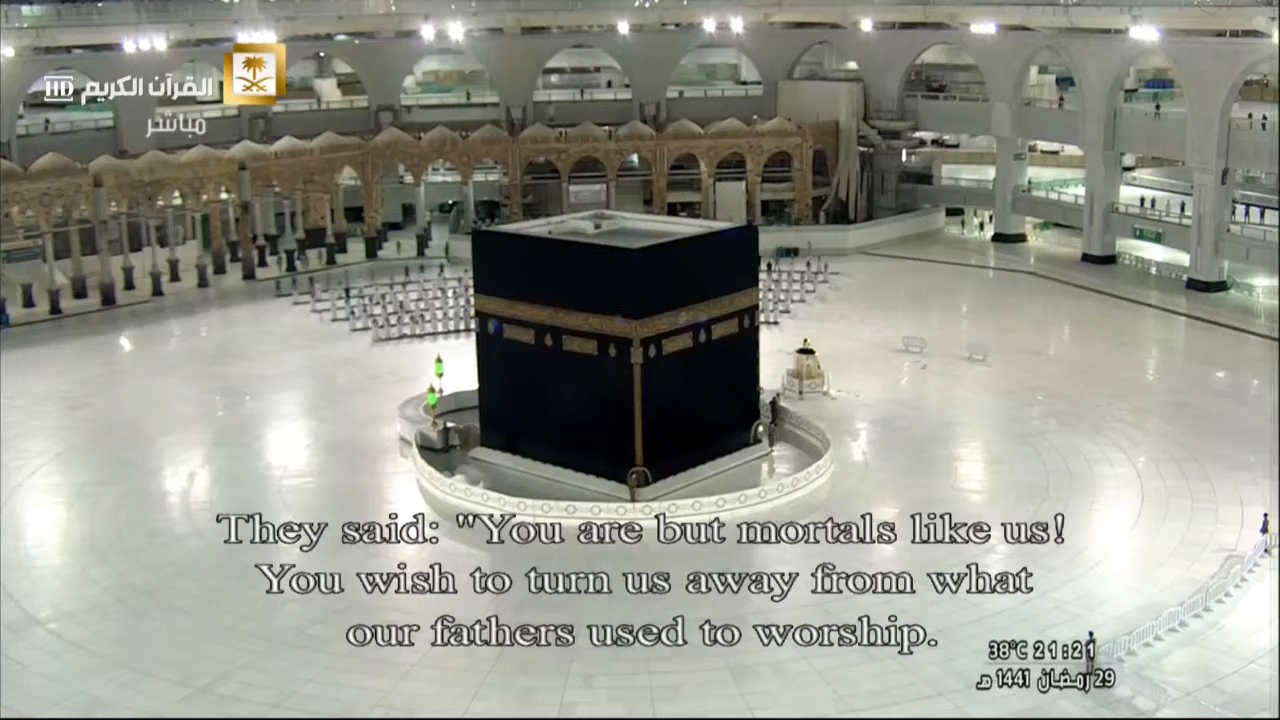 القرآن الكريم HD
مباشر
They said: "You are but mortals like us!
You wish to turn us away from what
our fathers used to worship.
38°C 21:21
29 رمضان 1441 هـ